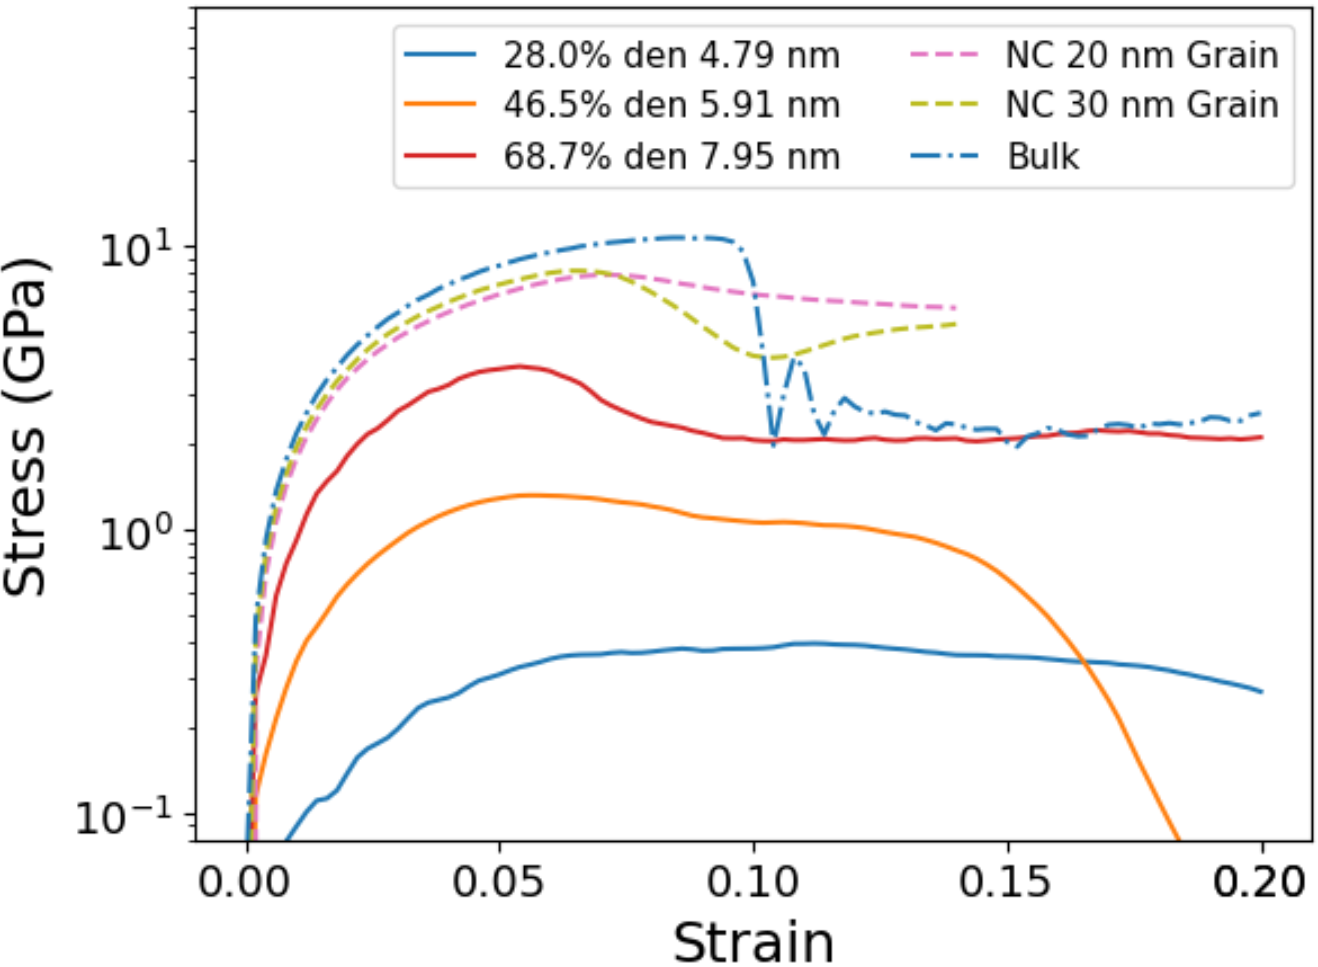 28.0% den 4.79 nm
46.5% den 5.91 nm
68.7% den 7.95 nm
NC 20 nm Grain
NC 30 nm Grain
Bulk
Stress (GPa)
10¹
10⁰
10⁻¹
0.00 0.05 0.10 0.15 0.20
Strain